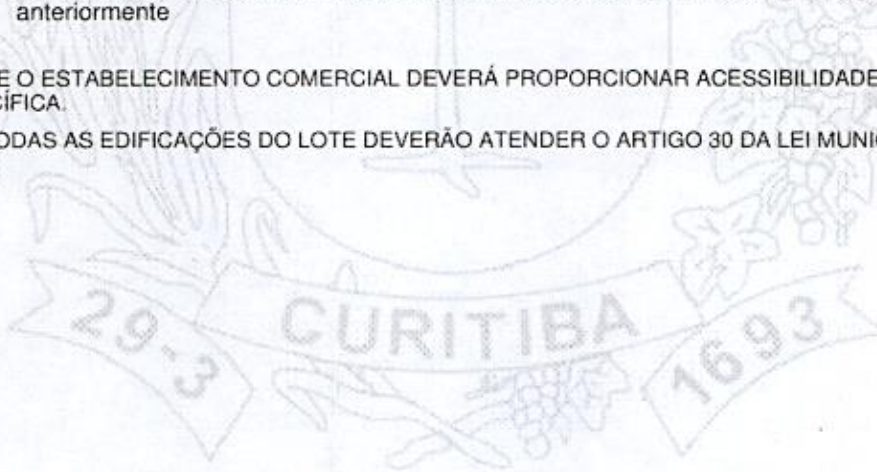 anteriormente
E O ESTABELECIMENTO COMERCIAL DEVERÁ PROPORCIONAR ACESSIBILIDADE
CÍFICA.
ODAS AS EDIFICAÇÕES DO LOTE DEVERÃO ATENDER O ARTIGO 30 DA LEI MUNI
29-3 CURITIBA 1693